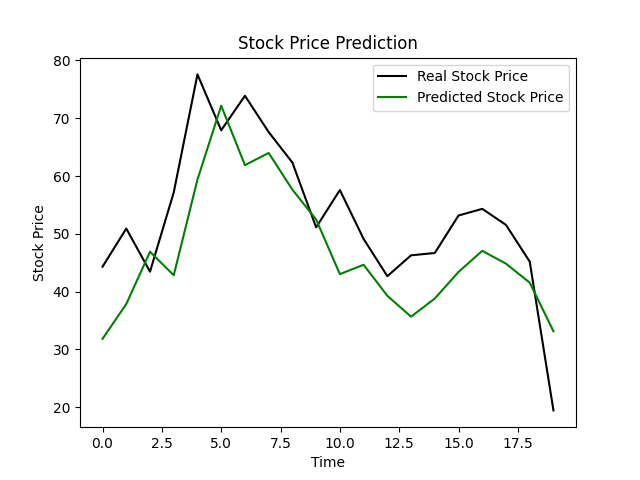 Stock Price Prediction
Real Stock Price
Predicted Stock Price
Stock Price
80
70
60
50
40
30
20
0.0 2.5 5.0 7.5 10.0 12.5 15.0 17.5
Time